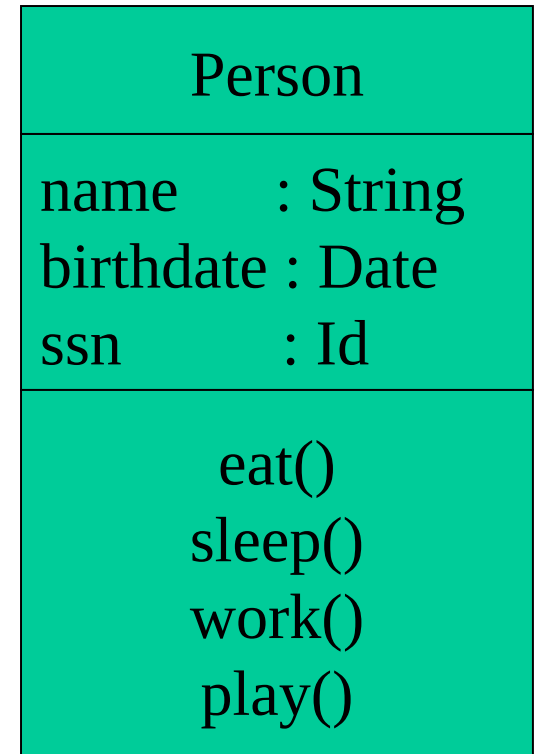 Person
name : String
birthdate : Date
ssn : Id
eat()
sleep()
work()
play()